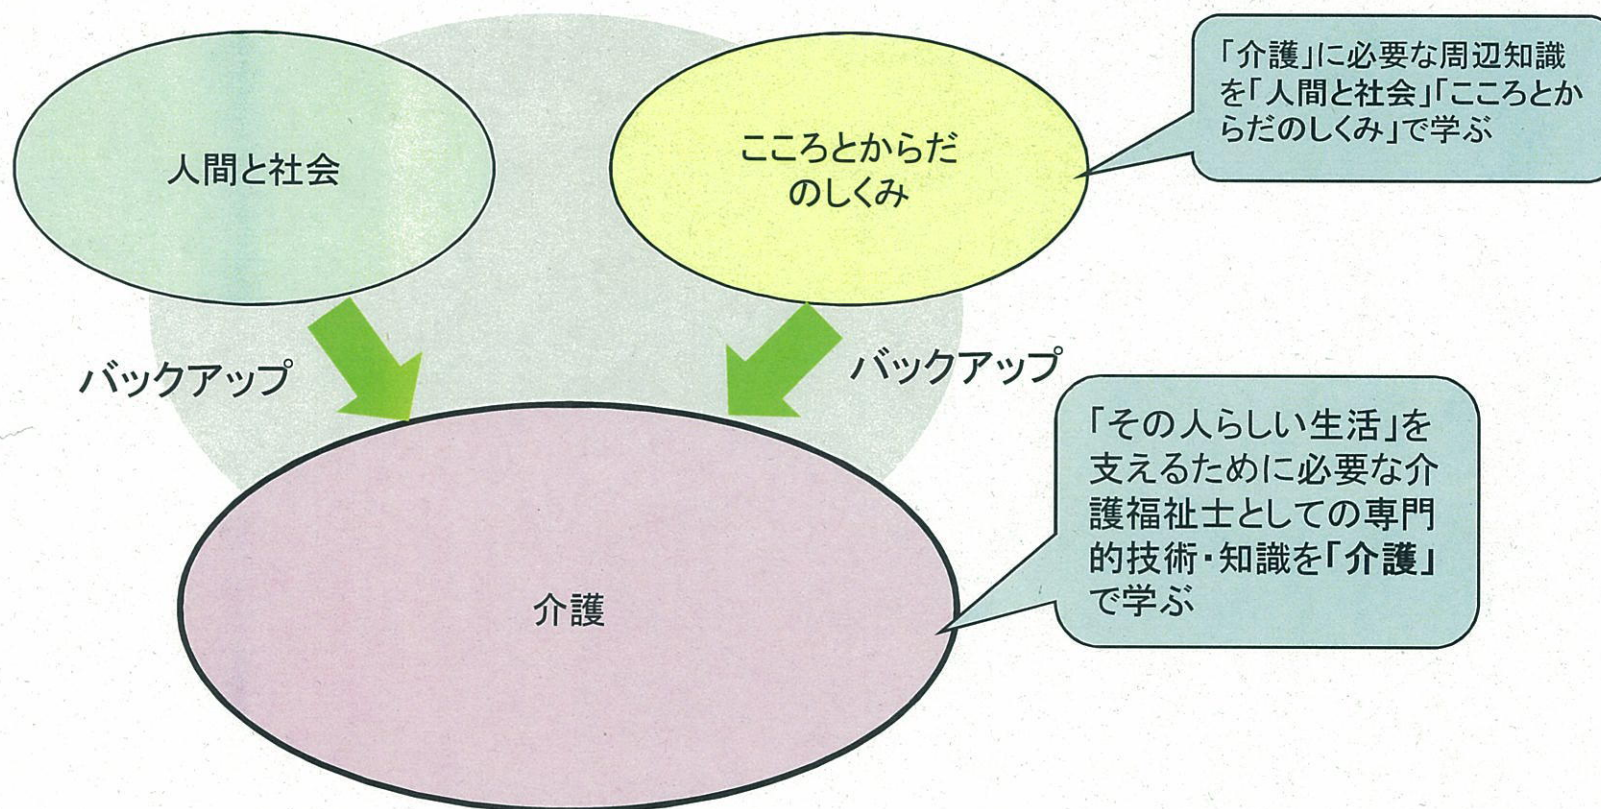 人間と社会
こころとからだ
のしくみ
「介護」に必要な周辺知識
を「人間と社会」「こころとか
らだのしくみ」で学ぶ
バックアップ
バックアップ
「その人らしい生活」を
支えるために必要な介
護福祉士としての専門
的技術・知識を「介護」
で学ぶ
介護